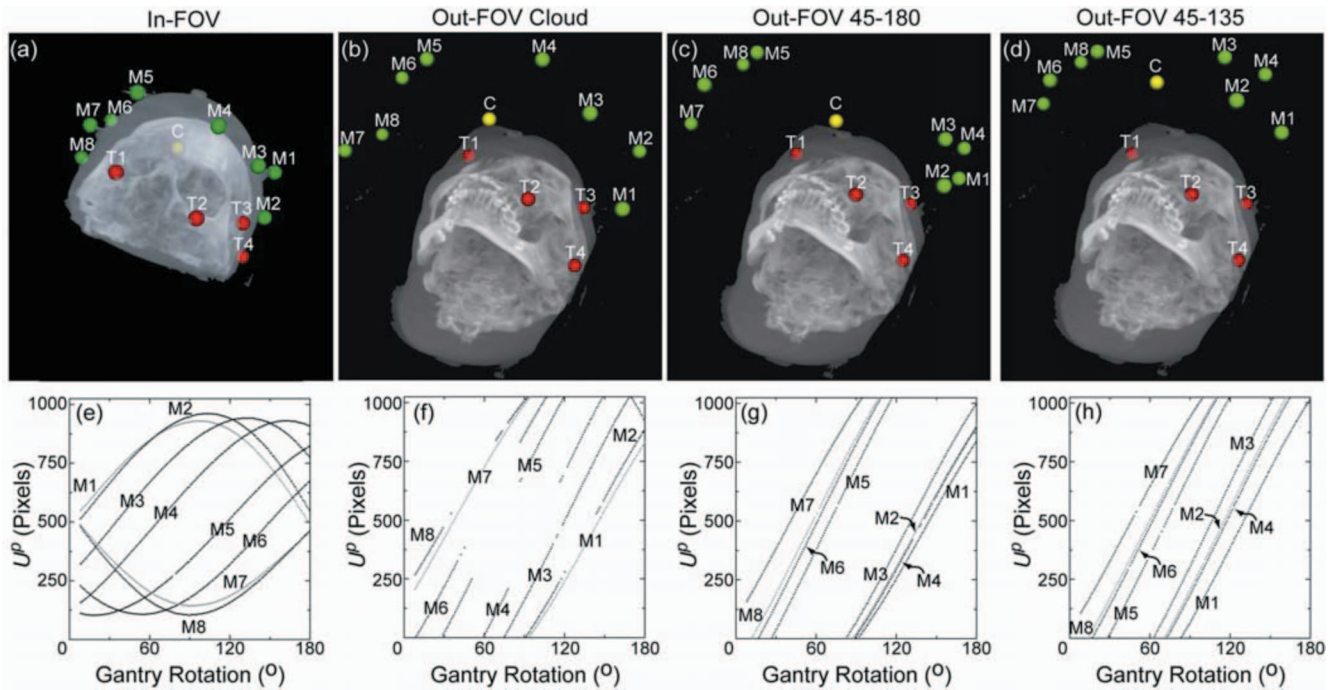 In-FOV Out-FOV Cloud Out-FOV 45-180 Out-FOV 45-135
(a) M5 M7 M6 M4 C M8 T1 M3 M1 T2 T3 M2 T4
(b) M5 M4 M6 C M3 M8 M7 T1 M2 T2 T3 M1 T4
(c) M8 M5 M6 C M7 M3 M4 T1 M2 M1 T2 T3 T4
(d) M8 M5 M3 M6 C M4 M2 M7 M1 T1 T2 T3 T4
(e) M2 M1 M3 M4 M5 M6 M7 M8
1000
750
500
250
0 60 120 180
U^p (Pixels)
Gantry Rotation (O)
(f) M2 M5 M7 M8 M1 M3 M6 M4
1000
750
500
250
0 60 120 180
U^p (Pixels)
Gantry Rotation (O)
(g) M5 M7 M1 M2 M6 M3 M4 M8
1000
750
500
250
0 60 120 180
U^p (Pixels)
Gantry Rotation (O)
(h) M3 M7 M2 M4 M6 M5 M1 M8
1000
750
500
250
0 60 120 180
U^p (Pixels)
Gantry Rotation (O)